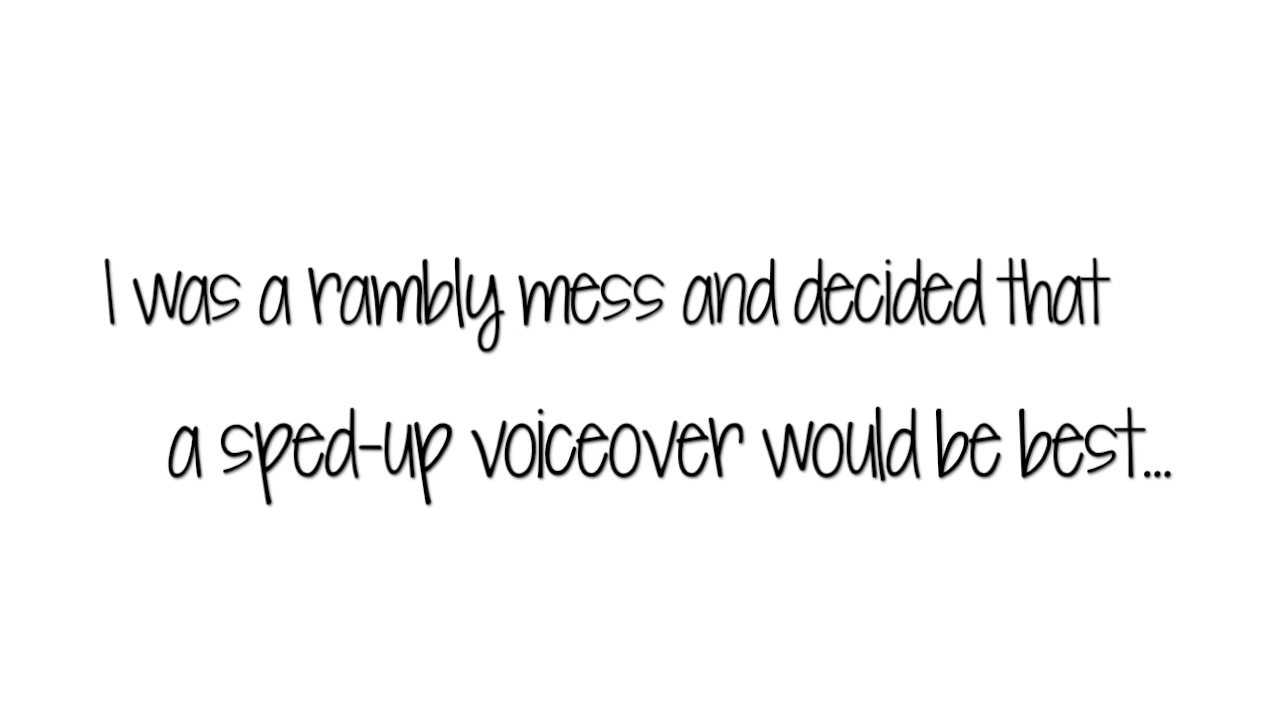 I was a rambly mess and decided that
a sped-up voiceover would be best...